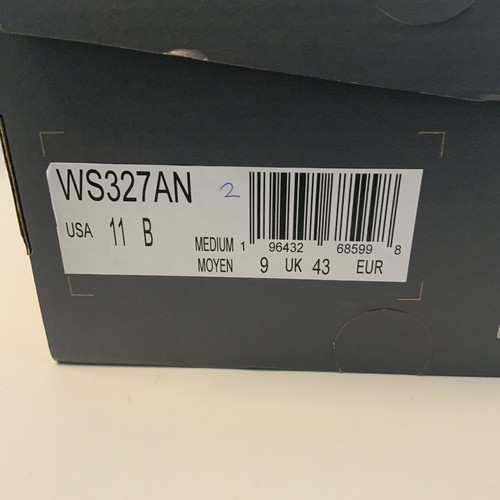 WS327AN 2
USA 11 B
MEDIUM 1 96432 68599 8
MOYEN 9 UK 43 EUR